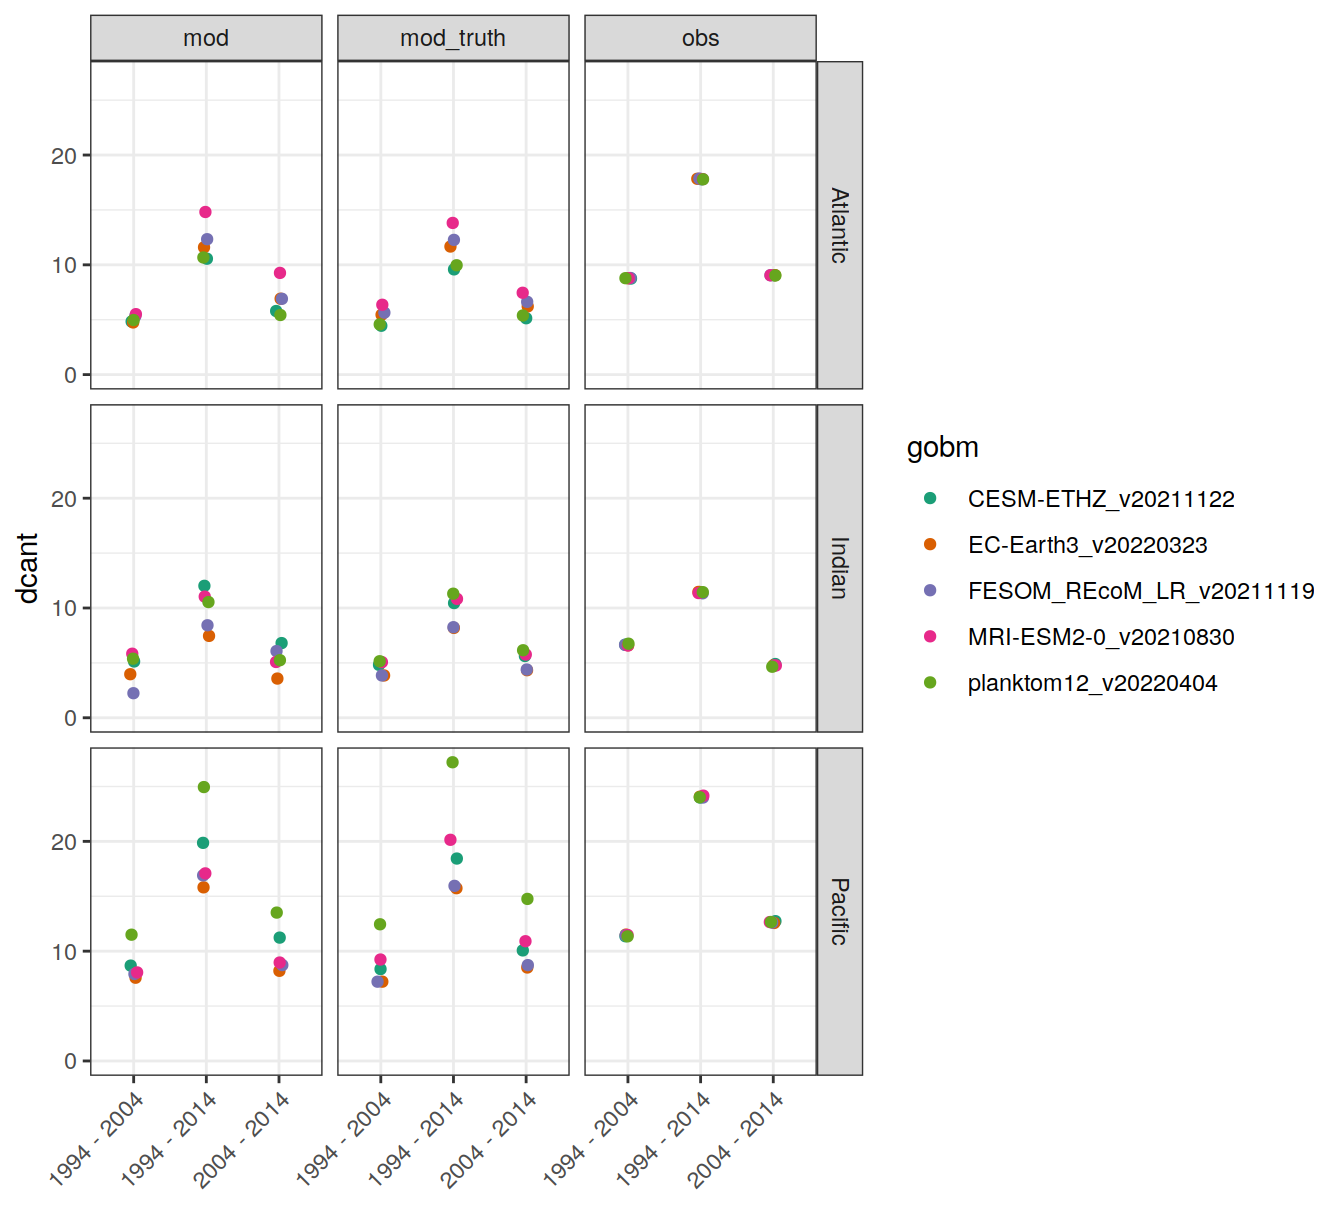 mod
mod_truth
obs
Atlantic
20
10
0
Indian
20
10
0
Pacific
20
10
0
dcant
1994 - 2004
1994 - 2014
2004 - 2014
1994 - 2004
1994 - 2014
2004 - 2014
1994 - 2004
1994 - 2014
2004 - 2014
gobm
CESM-ETHZ_v20211122
EC-Earth3_v20220323
FESOM_REcoM_LR_v20211119
MRI-ESM2-0_v20210830
planktom12_v20220404